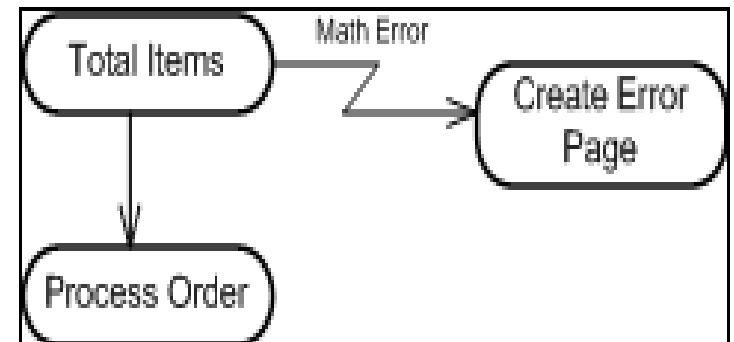 Total Items
Math Error
Create Error
Page
Process Order